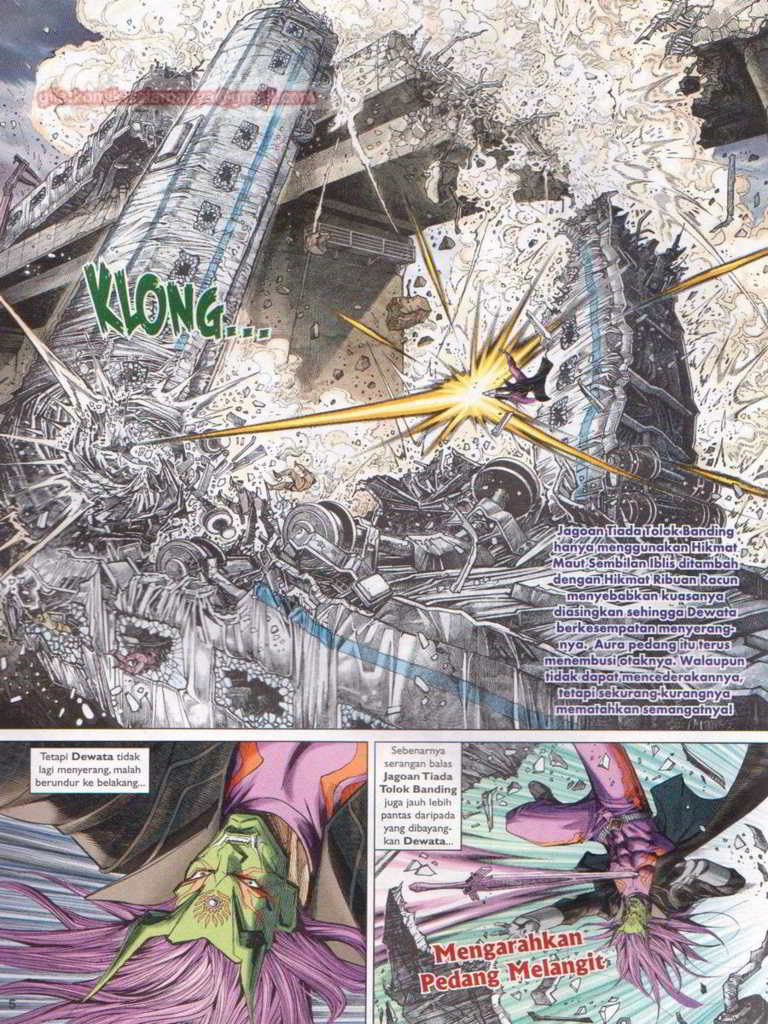 KLONG...
Jagoan Tiada Tolok Banding
hanya menggunakan Hikmat
Maut Sembilan Iblis ditambah
dengan Hikmat Ribuan Racun
menyebabkan kuasanya
diasingkan sehingga Dewata
berkesempatan menyerang-
nya. Aura pedang itu terus
menembusi otaknya. Walaupun
tidak dapat mencederakannya,
tetapi sekurang-kurangnya
mematahkan semangatnya!
Tetapi Dewata tidak
lagi menyerang, malah
berundur ke belakang...
Sebenarnya
serangan balas
Jagoan Tiada
Tolok Banding
juga jauh lebih
pantas daripada
yang dibayang-
kan Dewata...
Mengarahkan
Pedang Melangit
5